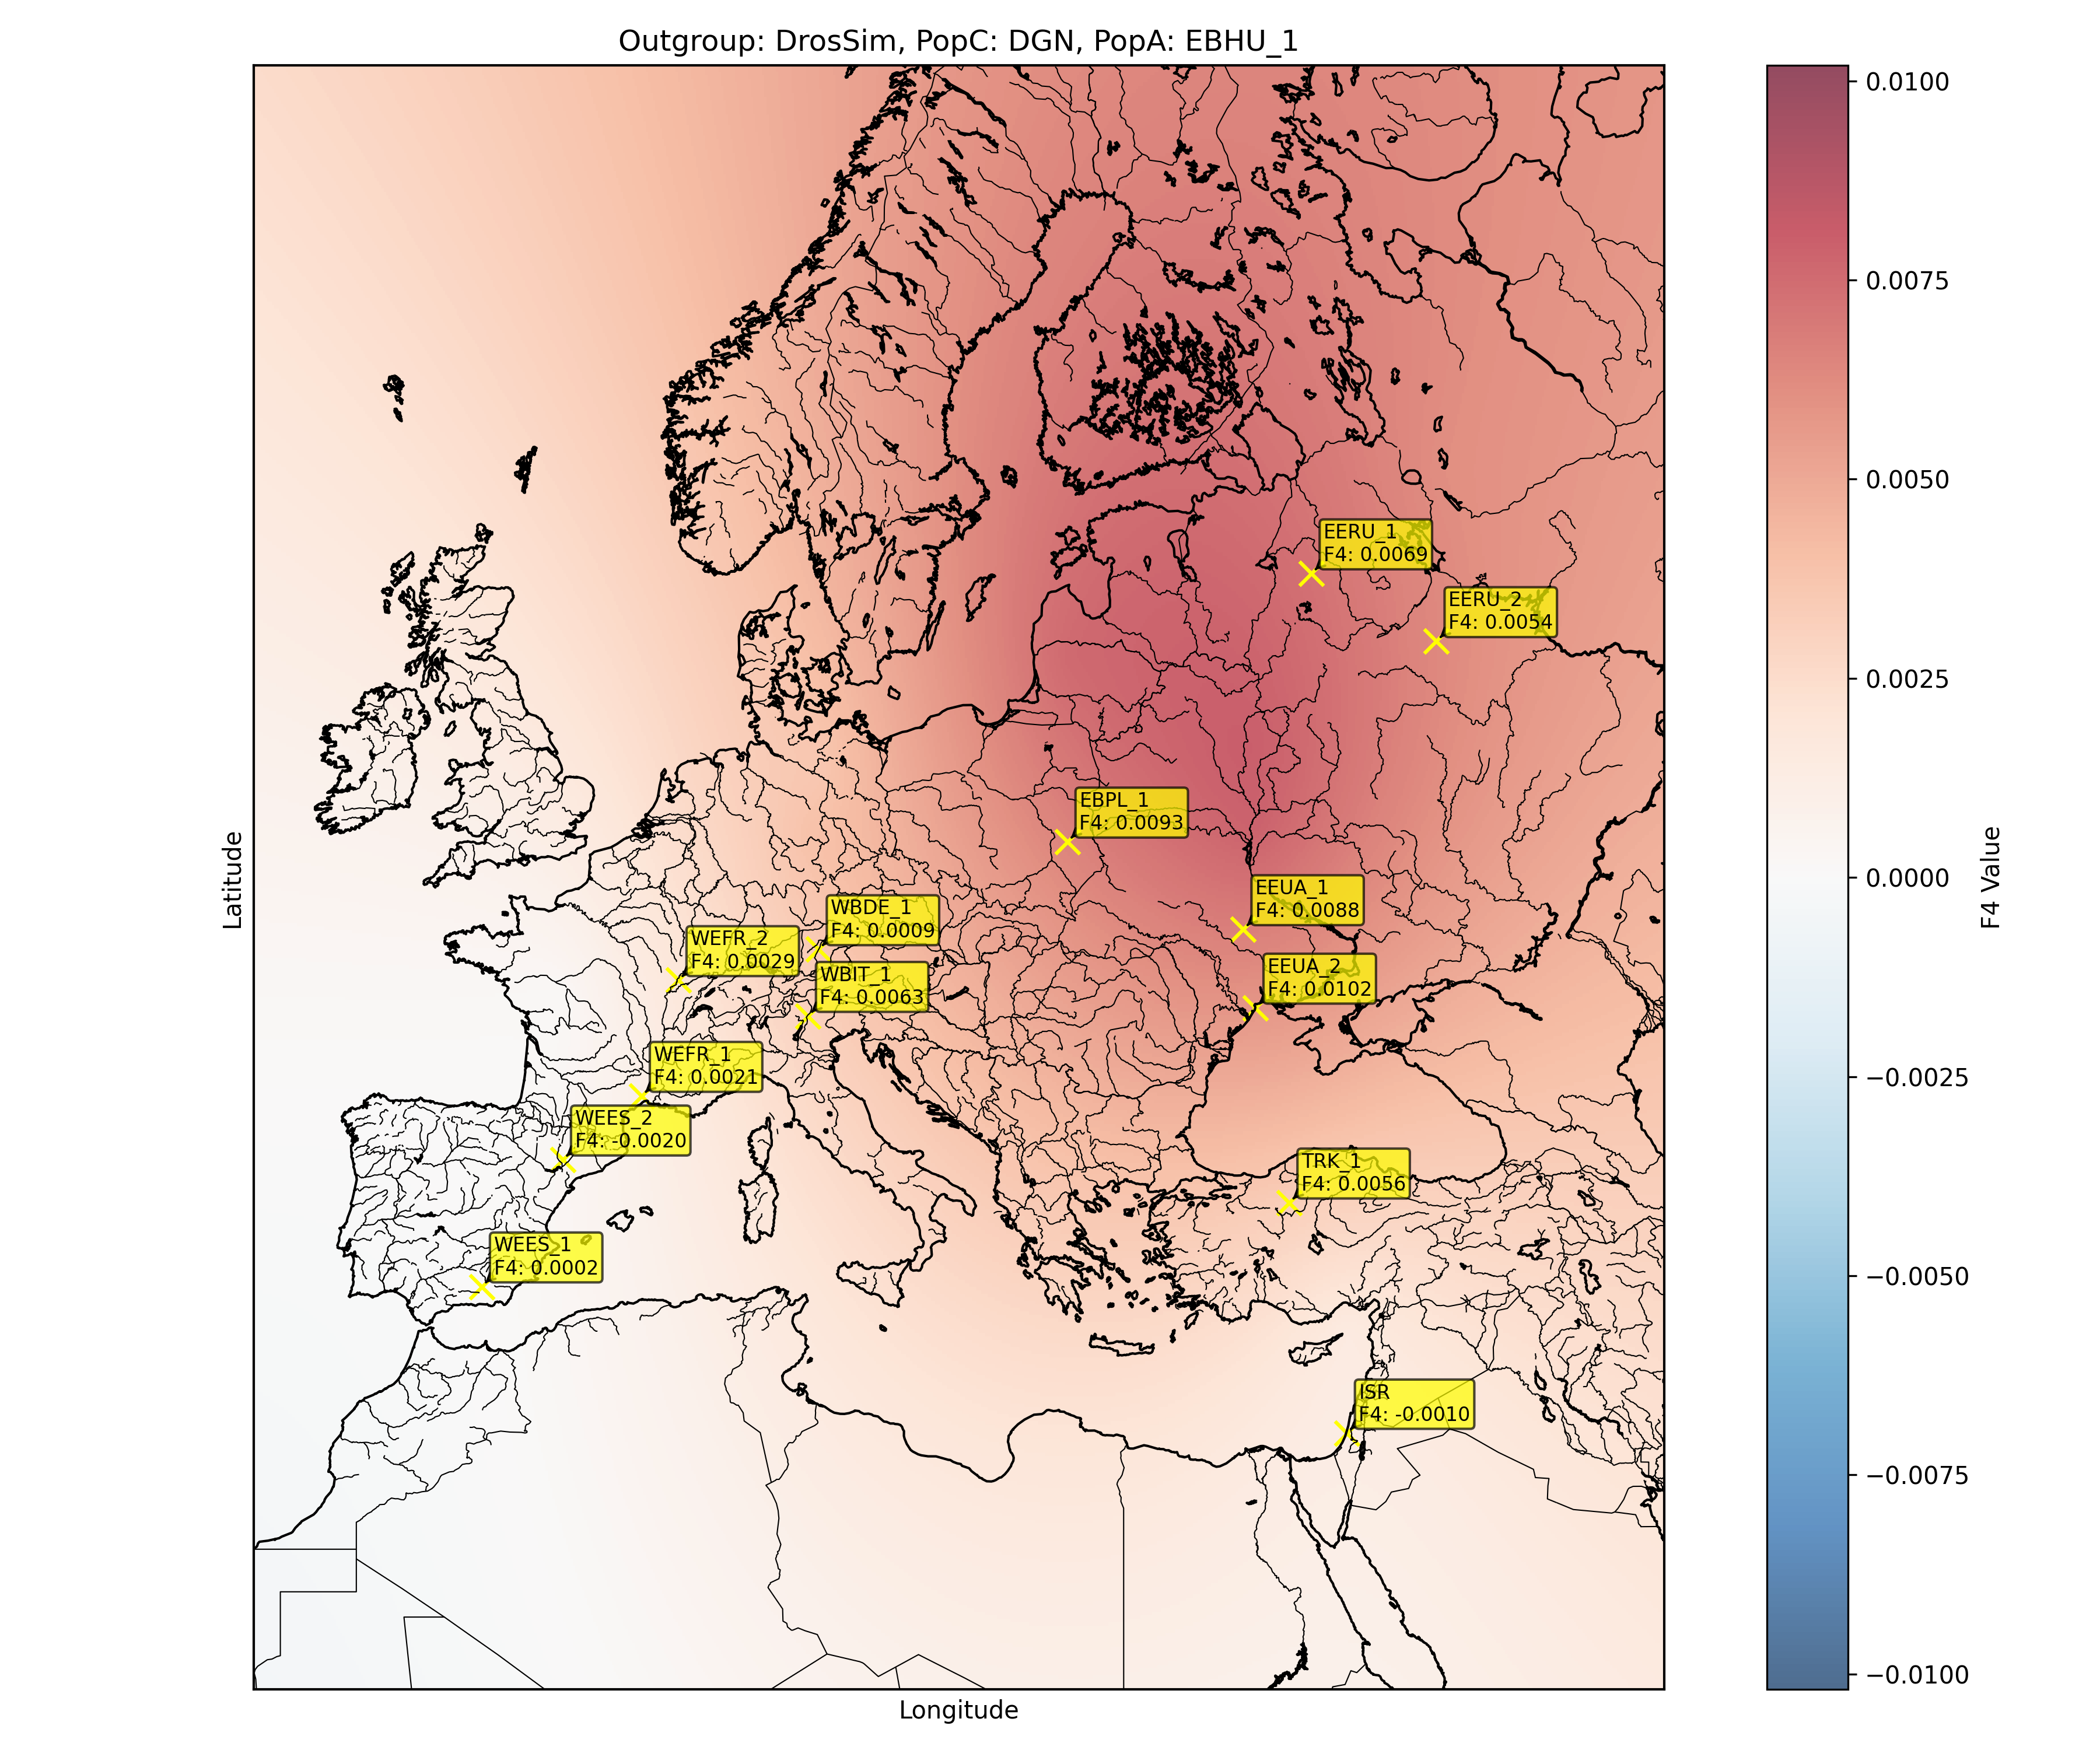 Outgroup: DrosSim, PopC: DGN, PopA: EBHU_1
EERU_1
F4: 0.0069
EERU_2
F4: 0.0054
EBPL_1
F4: 0.0093
EEUA_1
F4: 0.0088
WBDE_1
F4: 0.0009
WEFR_2
F4: 0.0029
EEUA_2
F4: 0.0102
WBIT_1
F4: 0.0063
WEFR_1
F4: 0.0021
WEES_2
F4: -0.0020
TRK_1
F4: 0.0056
WEES_1
F4: 0.0002
ISR
F4: -0.0010
Latitude
Longitude
0.0100
0.0075
0.0050
0.0025
0.0000
−0.0025
−0.0050
−0.0075
−0.0100
F4 Value